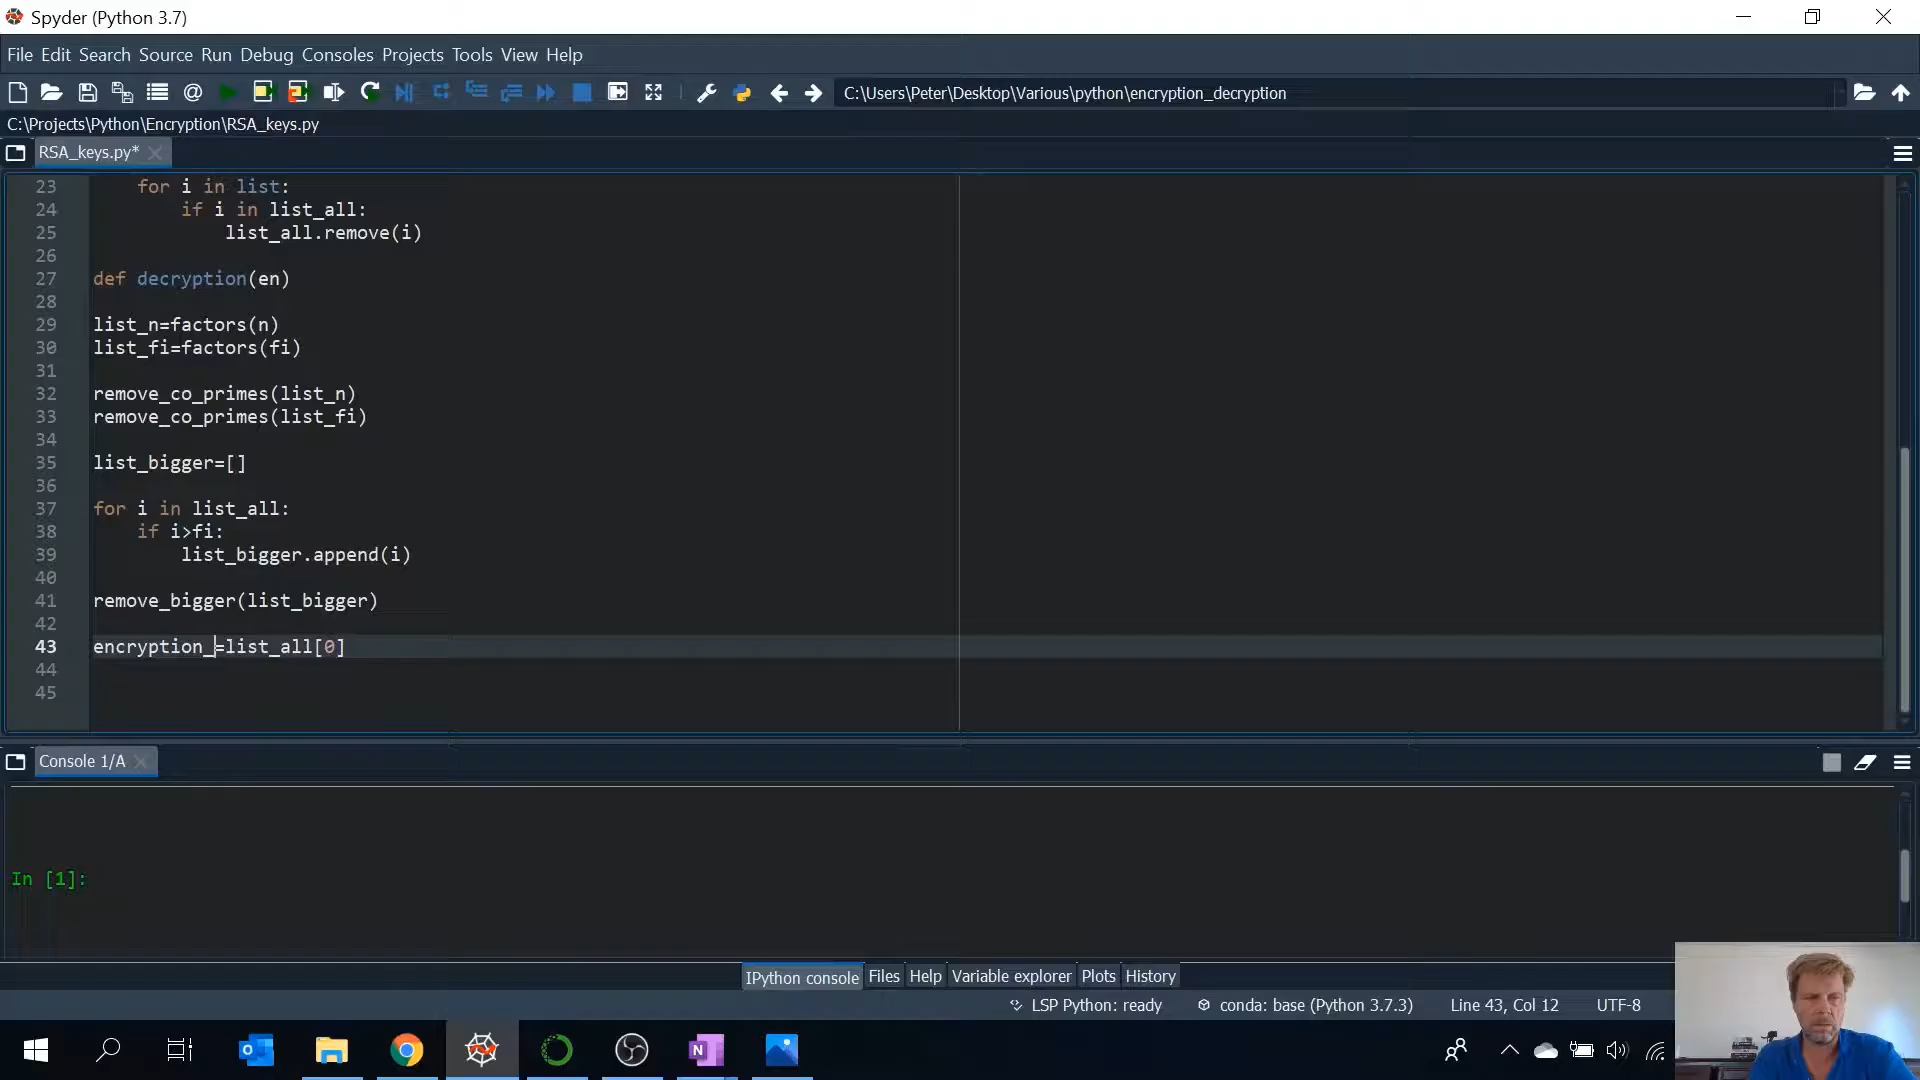 Spyder (Python 3.7)
File Edit Search Source Run Debug Consoles Projects Tools View Help
C:\Users\Peter\Desktop\Various\python\encryption_decryption
C:\Projects\Python\Encryption\RSA_keys.py
RSA_keys.py*
23 for i in list:
24 if i in list_all:
25 list_all.remove(i)
26
27 def decryption(en)
28
29 list_n=factors(n)
30 list_fi=factors(fi)
31
32 remove_co_primes(list_n)
33 remove_co_primes(list_fi)
34
35 list_bigger=[]
36
37 for i in list_all:
38 if i>fi:
39 list_bigger.append(i)
40
41 remove_bigger(list_bigger)
42
43 encryption_=list_all[0]
44
45
Console 1/A
In [1]:
IPython console Files Help Variable explorer Plots History
LSP Python: ready conda: base (Python 3.7.3) Line 43, Col 12 UTF-8